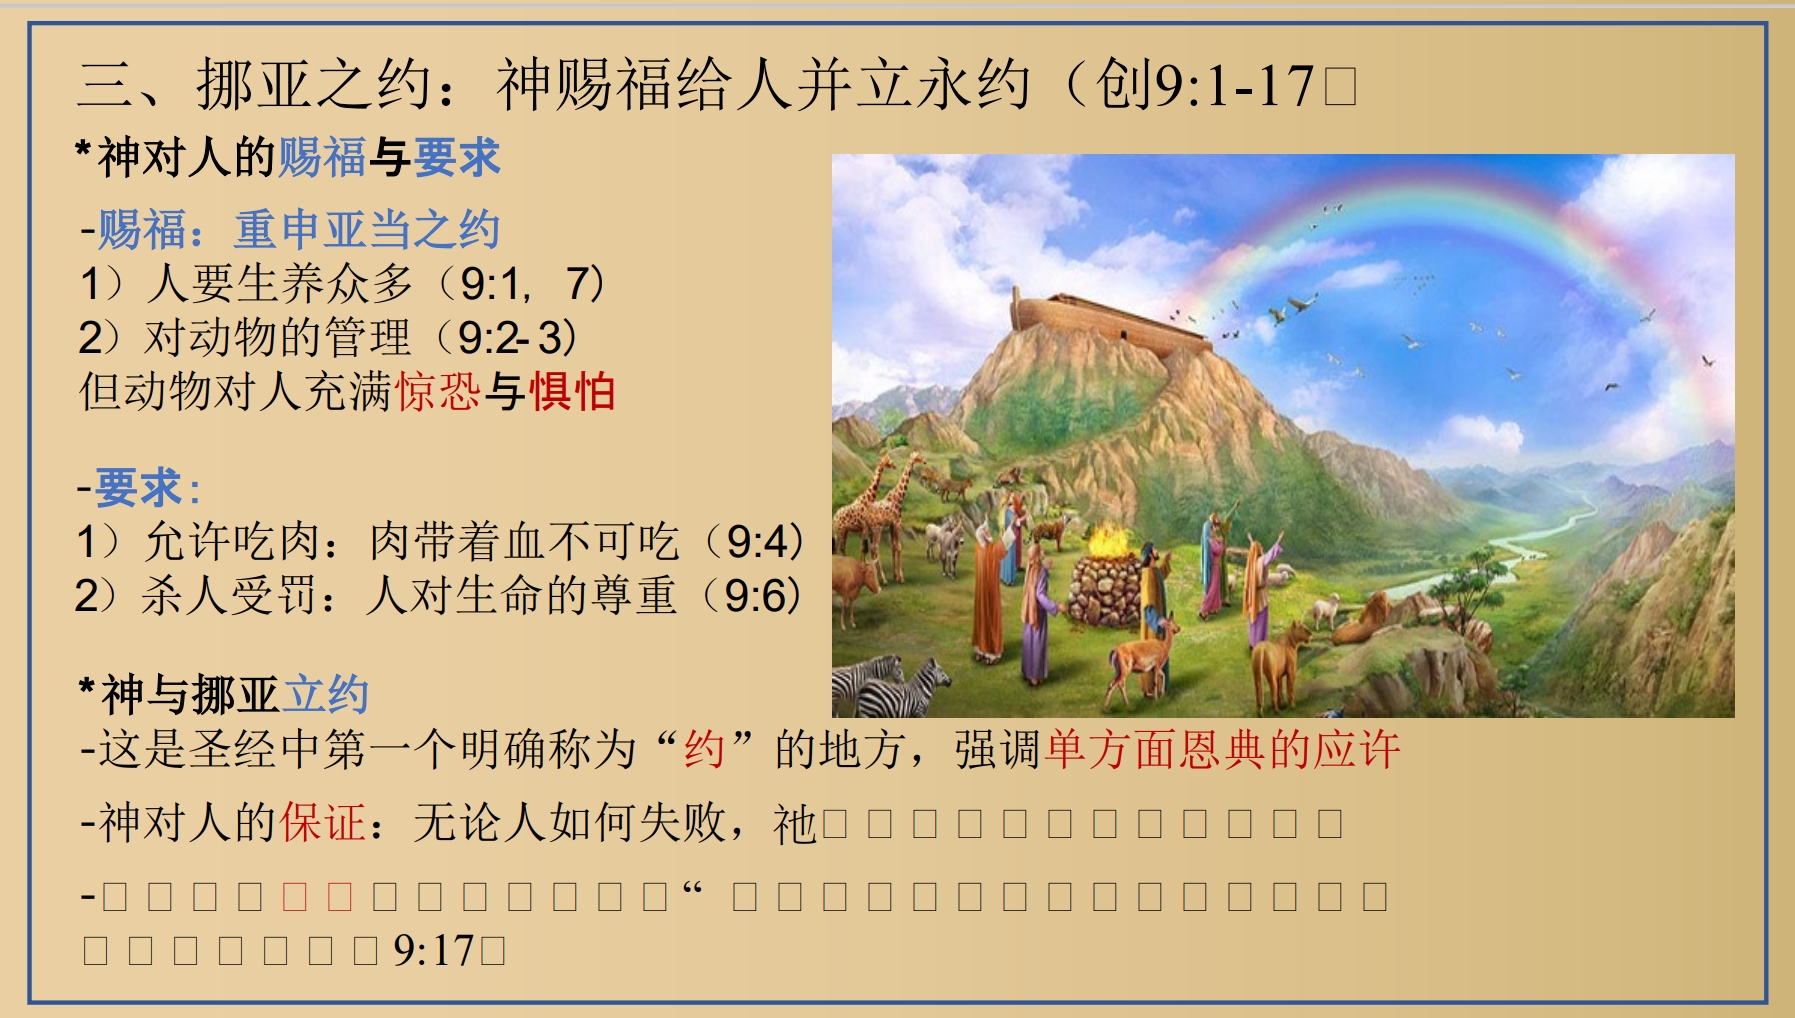 三、挪亚之约：神赐福给人并立永约（创9:1-17
*神对人的赐福与要求
-赐福：重申亚当之约
1）人要生养众多（9:1, 7）
2）对动物的管理（9:2-3）
但动物对人充满惊恐与惧怕
-要求：
1）允许吃肉：肉带着血不可吃（9:4）
2）杀人受罚：人对生命的尊重（9:6）
*神与挪亚立约
-这是圣经中第一个明确称为“约”的地方，强调单方面恩典的应许
-神对人的保证：无论人如何失败，祂
-“
9:17